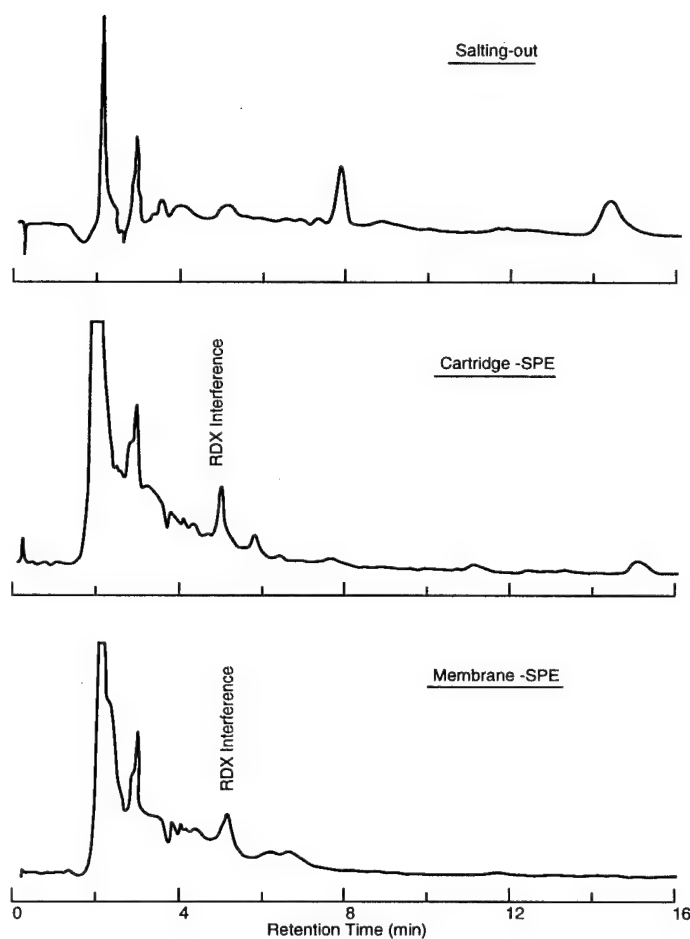 Salting-out
RDX Interference
Cartridge -SPE
RDX Interference
Membrane -SPE
0 4 8 12 16
Retention Time (min)